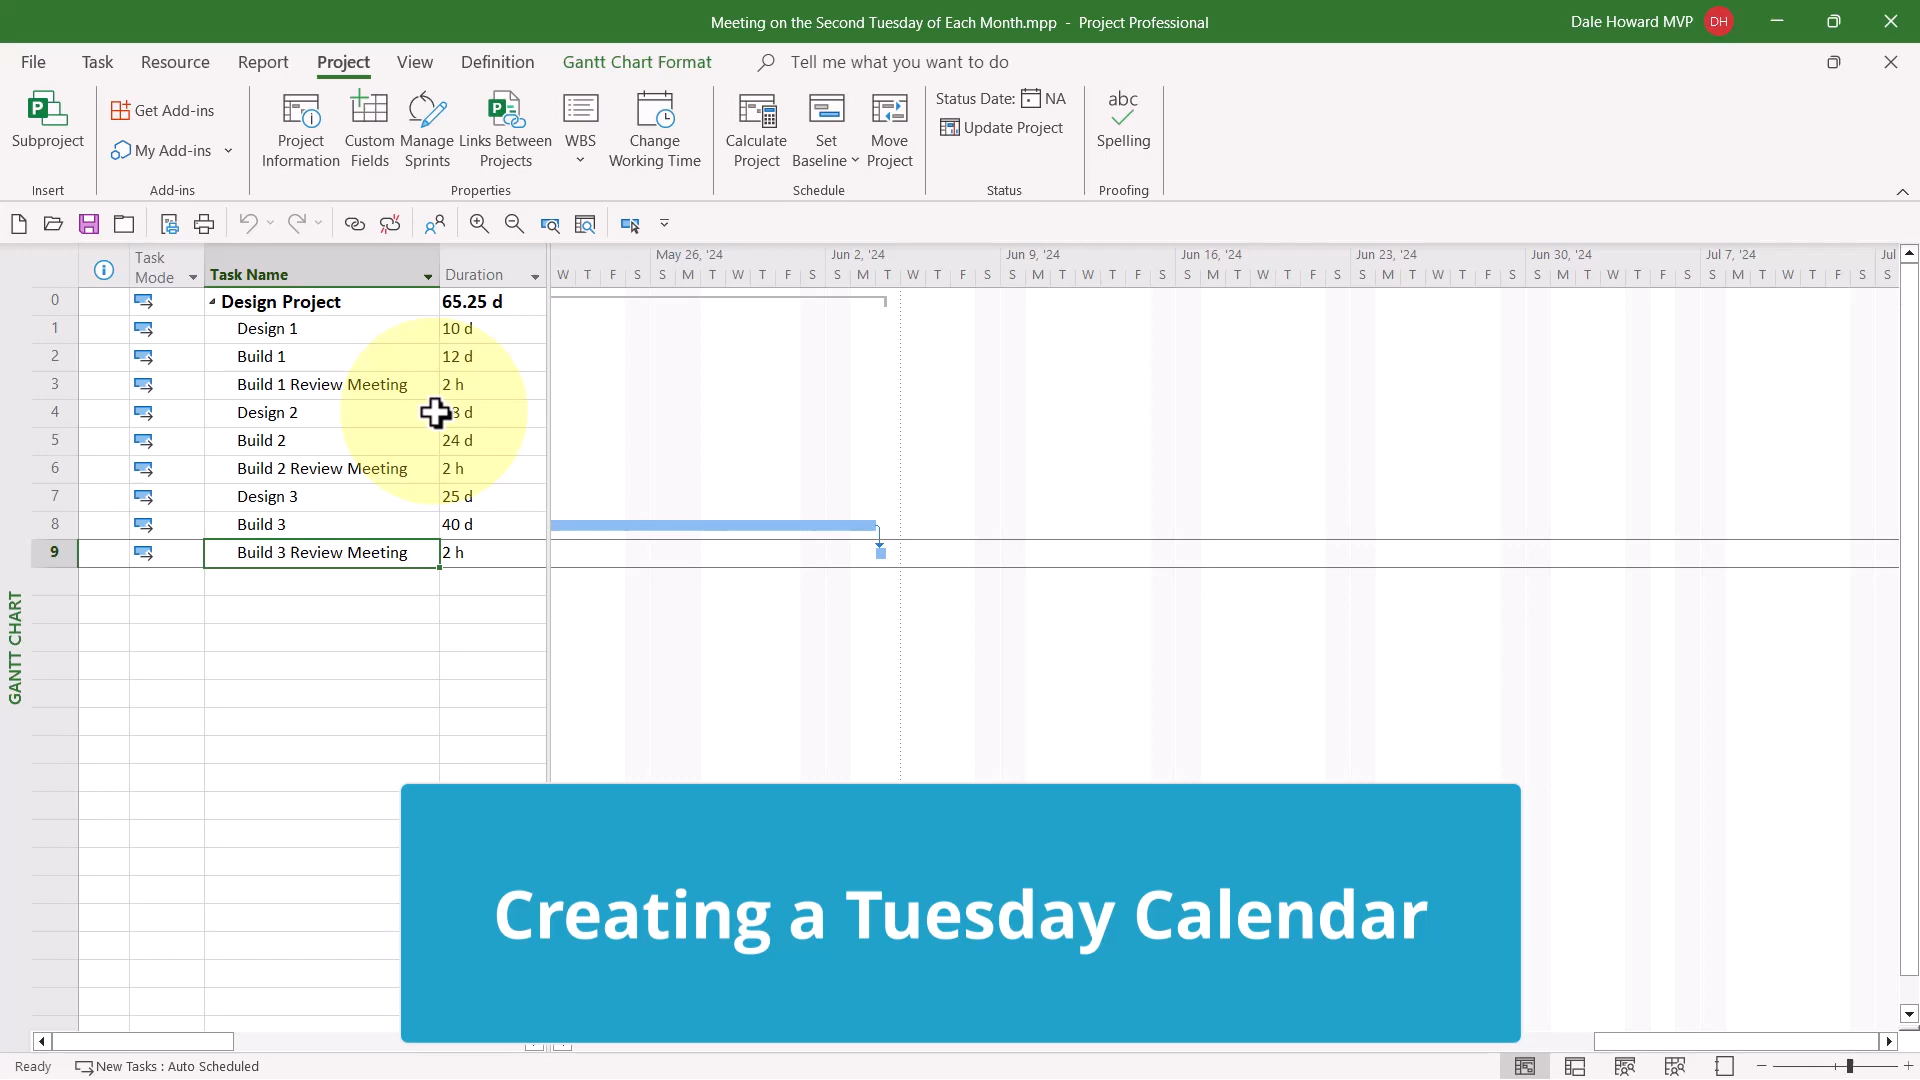 Meeting on the Second Tuesday of Each Month.mpp - Project Professional
Dale Howard MVP DH
File Task Resource Report Project View Definition Gantt Chart Format Tell me what you want to do
Subproject
Insert
Get Add-ins
My Add-ins
Add-ins
Project Information
Custom Fields
Manage Sprints
Links Between Projects
WBS
Change Working Time
Properties
Calculate Project
Set Baseline
Move Project
Schedule
Status Date: NA
Update Project
Status
abc
Spelling
Proofing
Task Mode Task Name Duration
May 26, '24 Jun 2, '24 Jun 9, '24 Jun 16, '24 Jun 23, '24 Jun 30, '24 Jul 7, '24 Jul
W T F S S M T W T F S S M T W T F S S M T W T F S S M T W T F S S M T W T F S S M T W T F S S M T W T F S S
0 Design Project 65.25 d
1 Design 1 10 d
2 Build 1 12 d
3 Build 1 Review Meeting 2 h
4 Design 2 3 d
5 Build 2 24 d
6 Build 2 Review Meeting 2 h
7 Design 3 25 d
8 Build 3 40 d
9 Build 3 Review Meeting 2 h
GANTT CHART
Creating a Tuesday Calendar
Ready New Tasks : Auto Scheduled